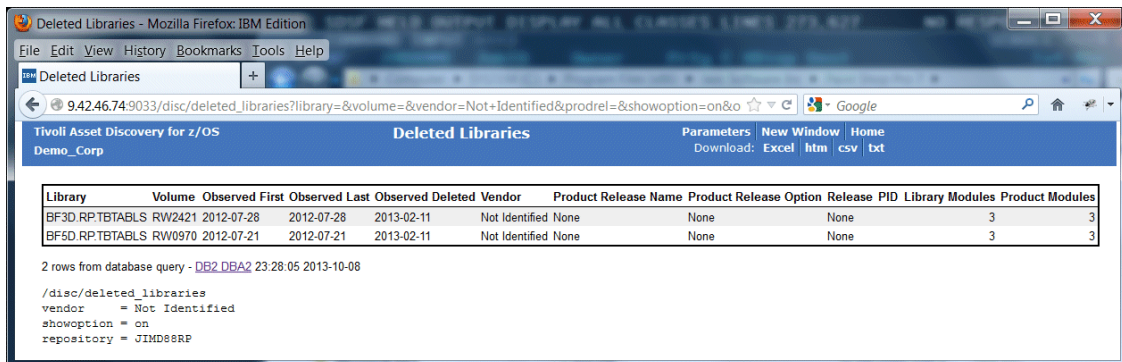 Deleted Libraries - Mozilla Firefox: IBM Edition
File Edit View History Bookmarks Tools Help
IBM Deleted Libraries +
9.42.46.74:9033/disc/deleted_libraries?library=&volume=&vendor=Not+Identified&prodrel=&showoption=on&o Google
Tivoli Asset Discovery for z/OS Deleted Libraries Parameters New Window Home
Demo_Corp Download: Excel htm csv txt
Library Volume Observed First Observed Last Observed Deleted Vendor Product Release Name Product Release Option Release PID Library Modules Product Modules
BF3D.RP.TBTABLS RW2421 2012-07-28 2012-07-28 2013-02-11 Not Identified None None None 3 3
BF5D.RP.TBTABLS RW0970 2012-07-21 2012-07-21 2013-02-11 Not Identified None None None 3 3
2 rows from database query - DB2 DBA2 23:28:05 2013-10-08
/disc/deleted_libraries
vendor = Not Identified
showoption = on
repository = JIMD88RP